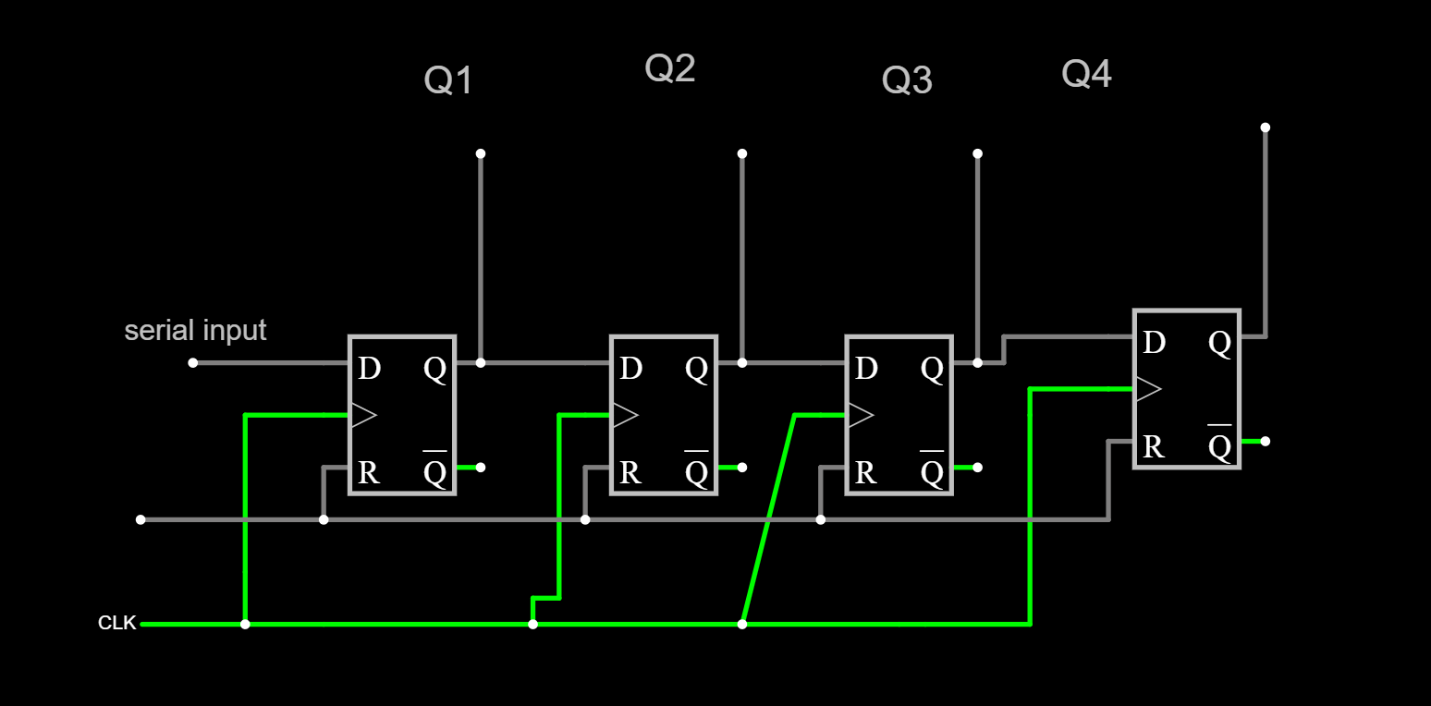 Q1
Q2
Q3
Q4
serial input
D Q
R Q̅
D Q
R Q̅
D Q
R Q̅
D Q
R Q̅
CLK